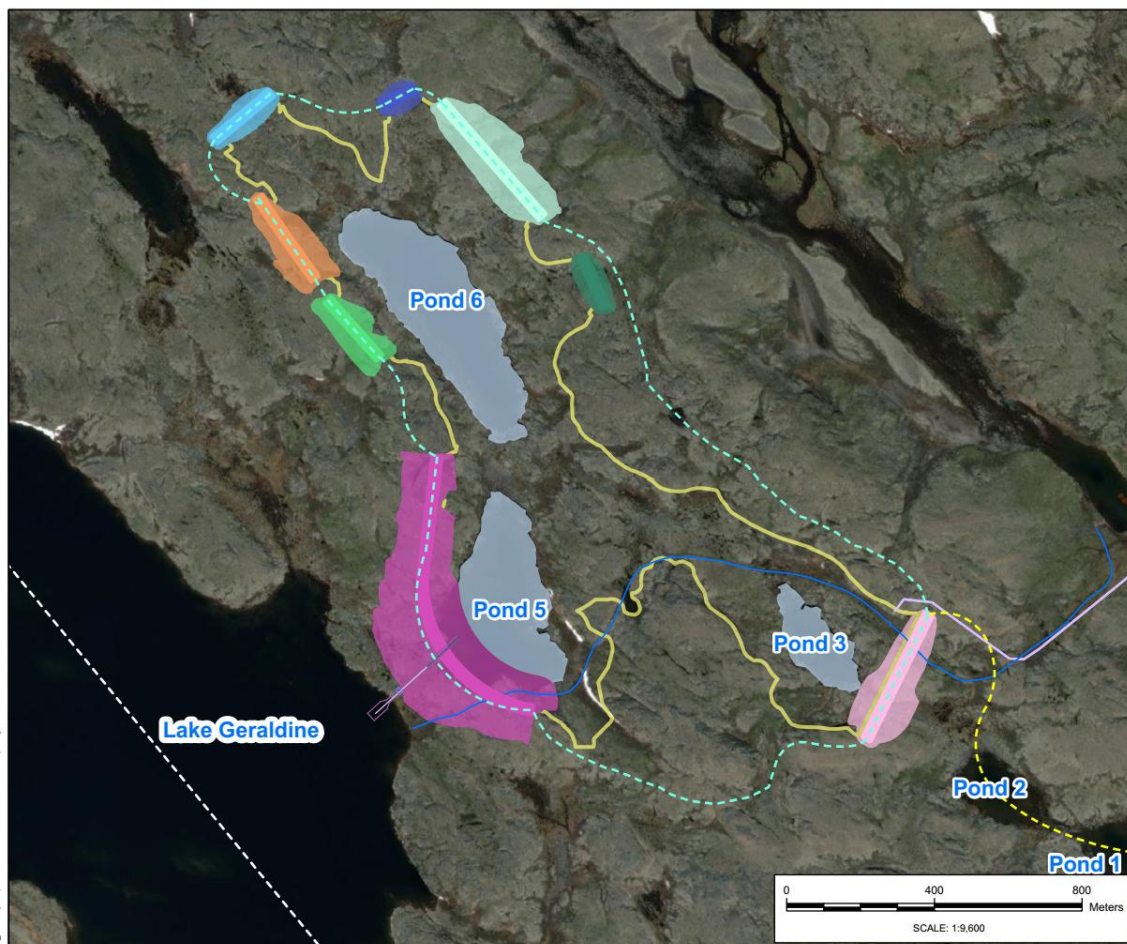 Pond 6
Pond 5
Pond 3
Lake Geraldine
Pond 2
Pond 1
0 400 800
Meters
SCALE: 1:9,600